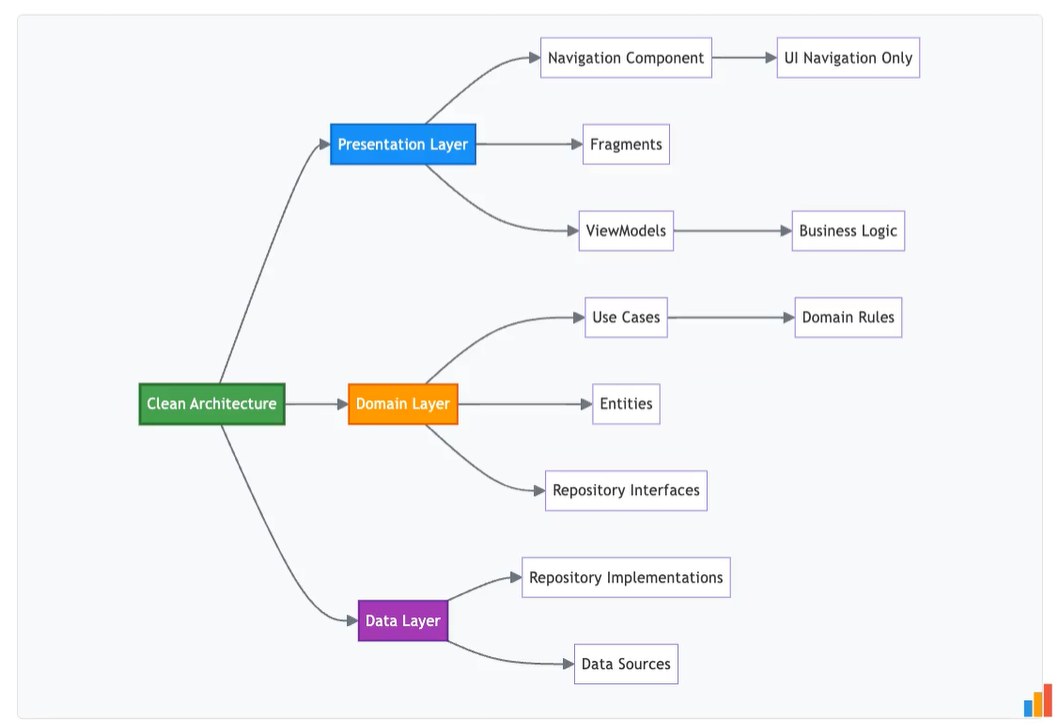 Navigation Component
UI Navigation Only
Presentation Layer
Fragments
ViewModels
Business Logic
Use Cases
Domain Rules
Clean Architecture
Domain Layer
Entities
Repository Interfaces
Repository Implementations
Data Layer
Data Sources